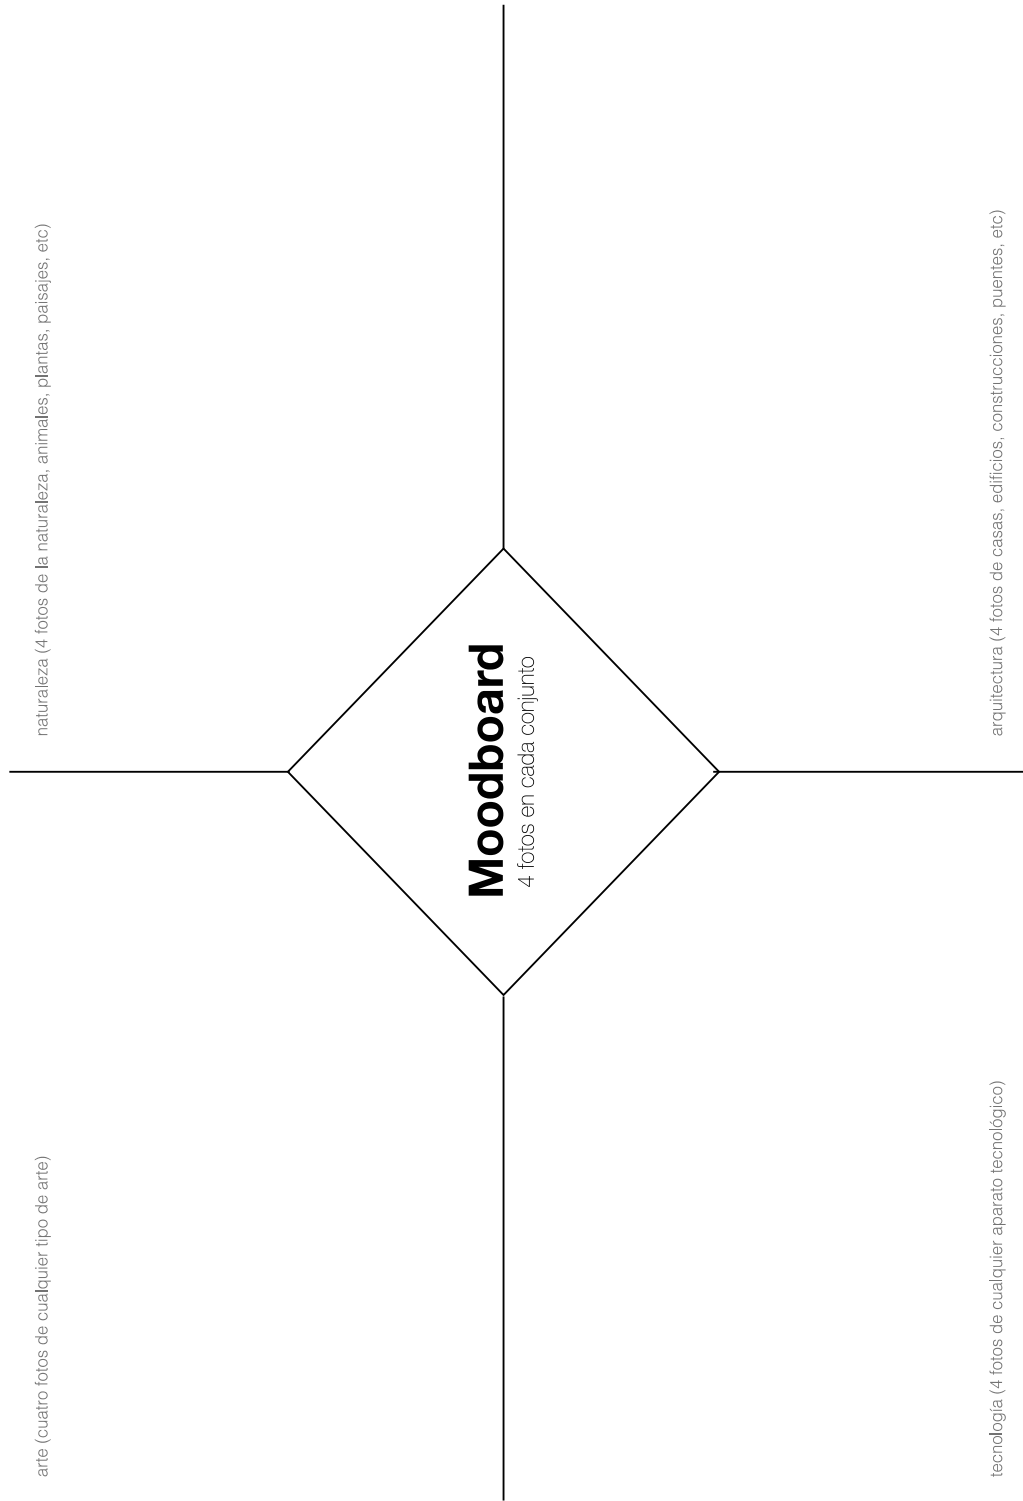 arte (cuatro fotos de cualquier tipo de arte)
naturaleza (4 fotos de la naturaleza, animales, plantas, paisajes, etc)
Moodboard
4 fotos en cada conjunto
tecnología (4 fotos de cualquier aparato tecnológico)
arquitectura (4 fotos de casas, edificios, construcciones, puentes, etc)